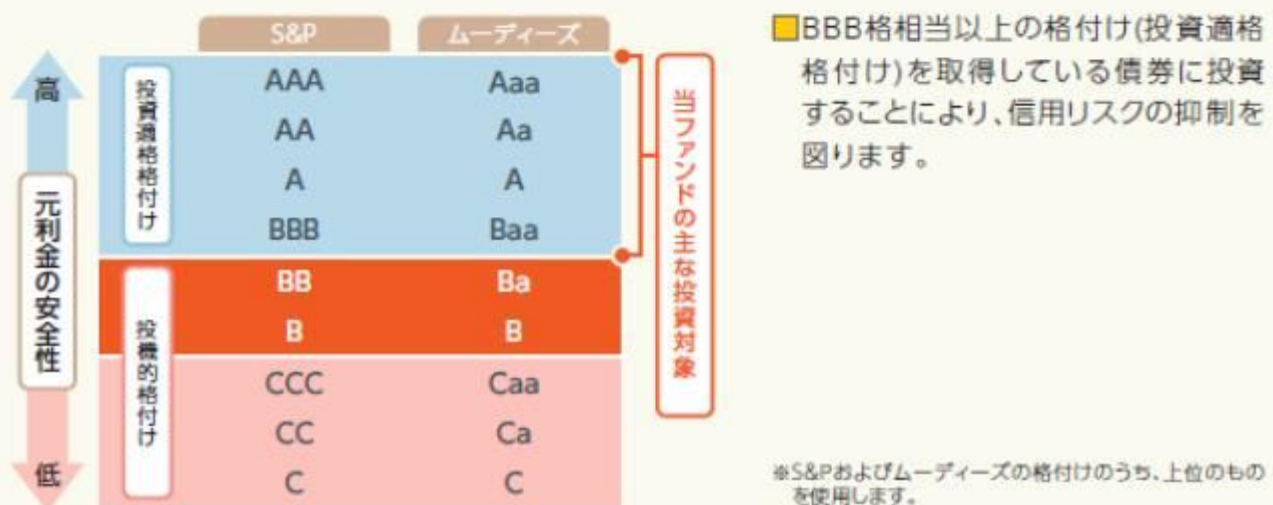 S&P ムーディーズ
高
元利金の安全性
低
投資適格格付け
AAA Aaa
AA Aa
A A
BBB Baa
投機的格付け
BB Ba
B B
CCC Caa
CC Ca
C C
当ファンドの主な投資対象
■BBB格相当以上の格付け(投資適格
格付け)を取得している債券に投資
することにより、信用リスクの抑制を
図ります。
※S&Pおよびムーディーズの格付けのうち、上位のもの
を使用します。